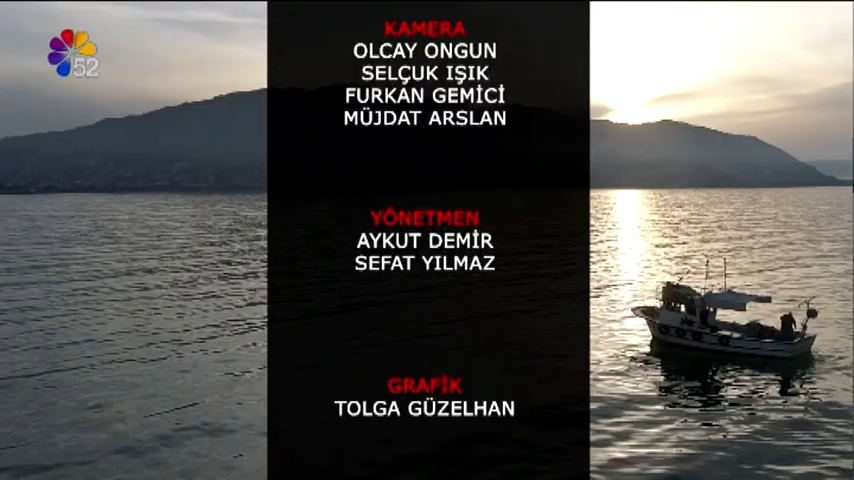 52
KAMERA
OLCAY ONGUN
SELÇUK IŞIK
FURKAN GEMİCİ
MÜJDAT ARSLAN
YÖNETMEN
AYKUT DEMİR
SEFAT YILMAZ
GRAFİK
TOLGA GÜZELHAN